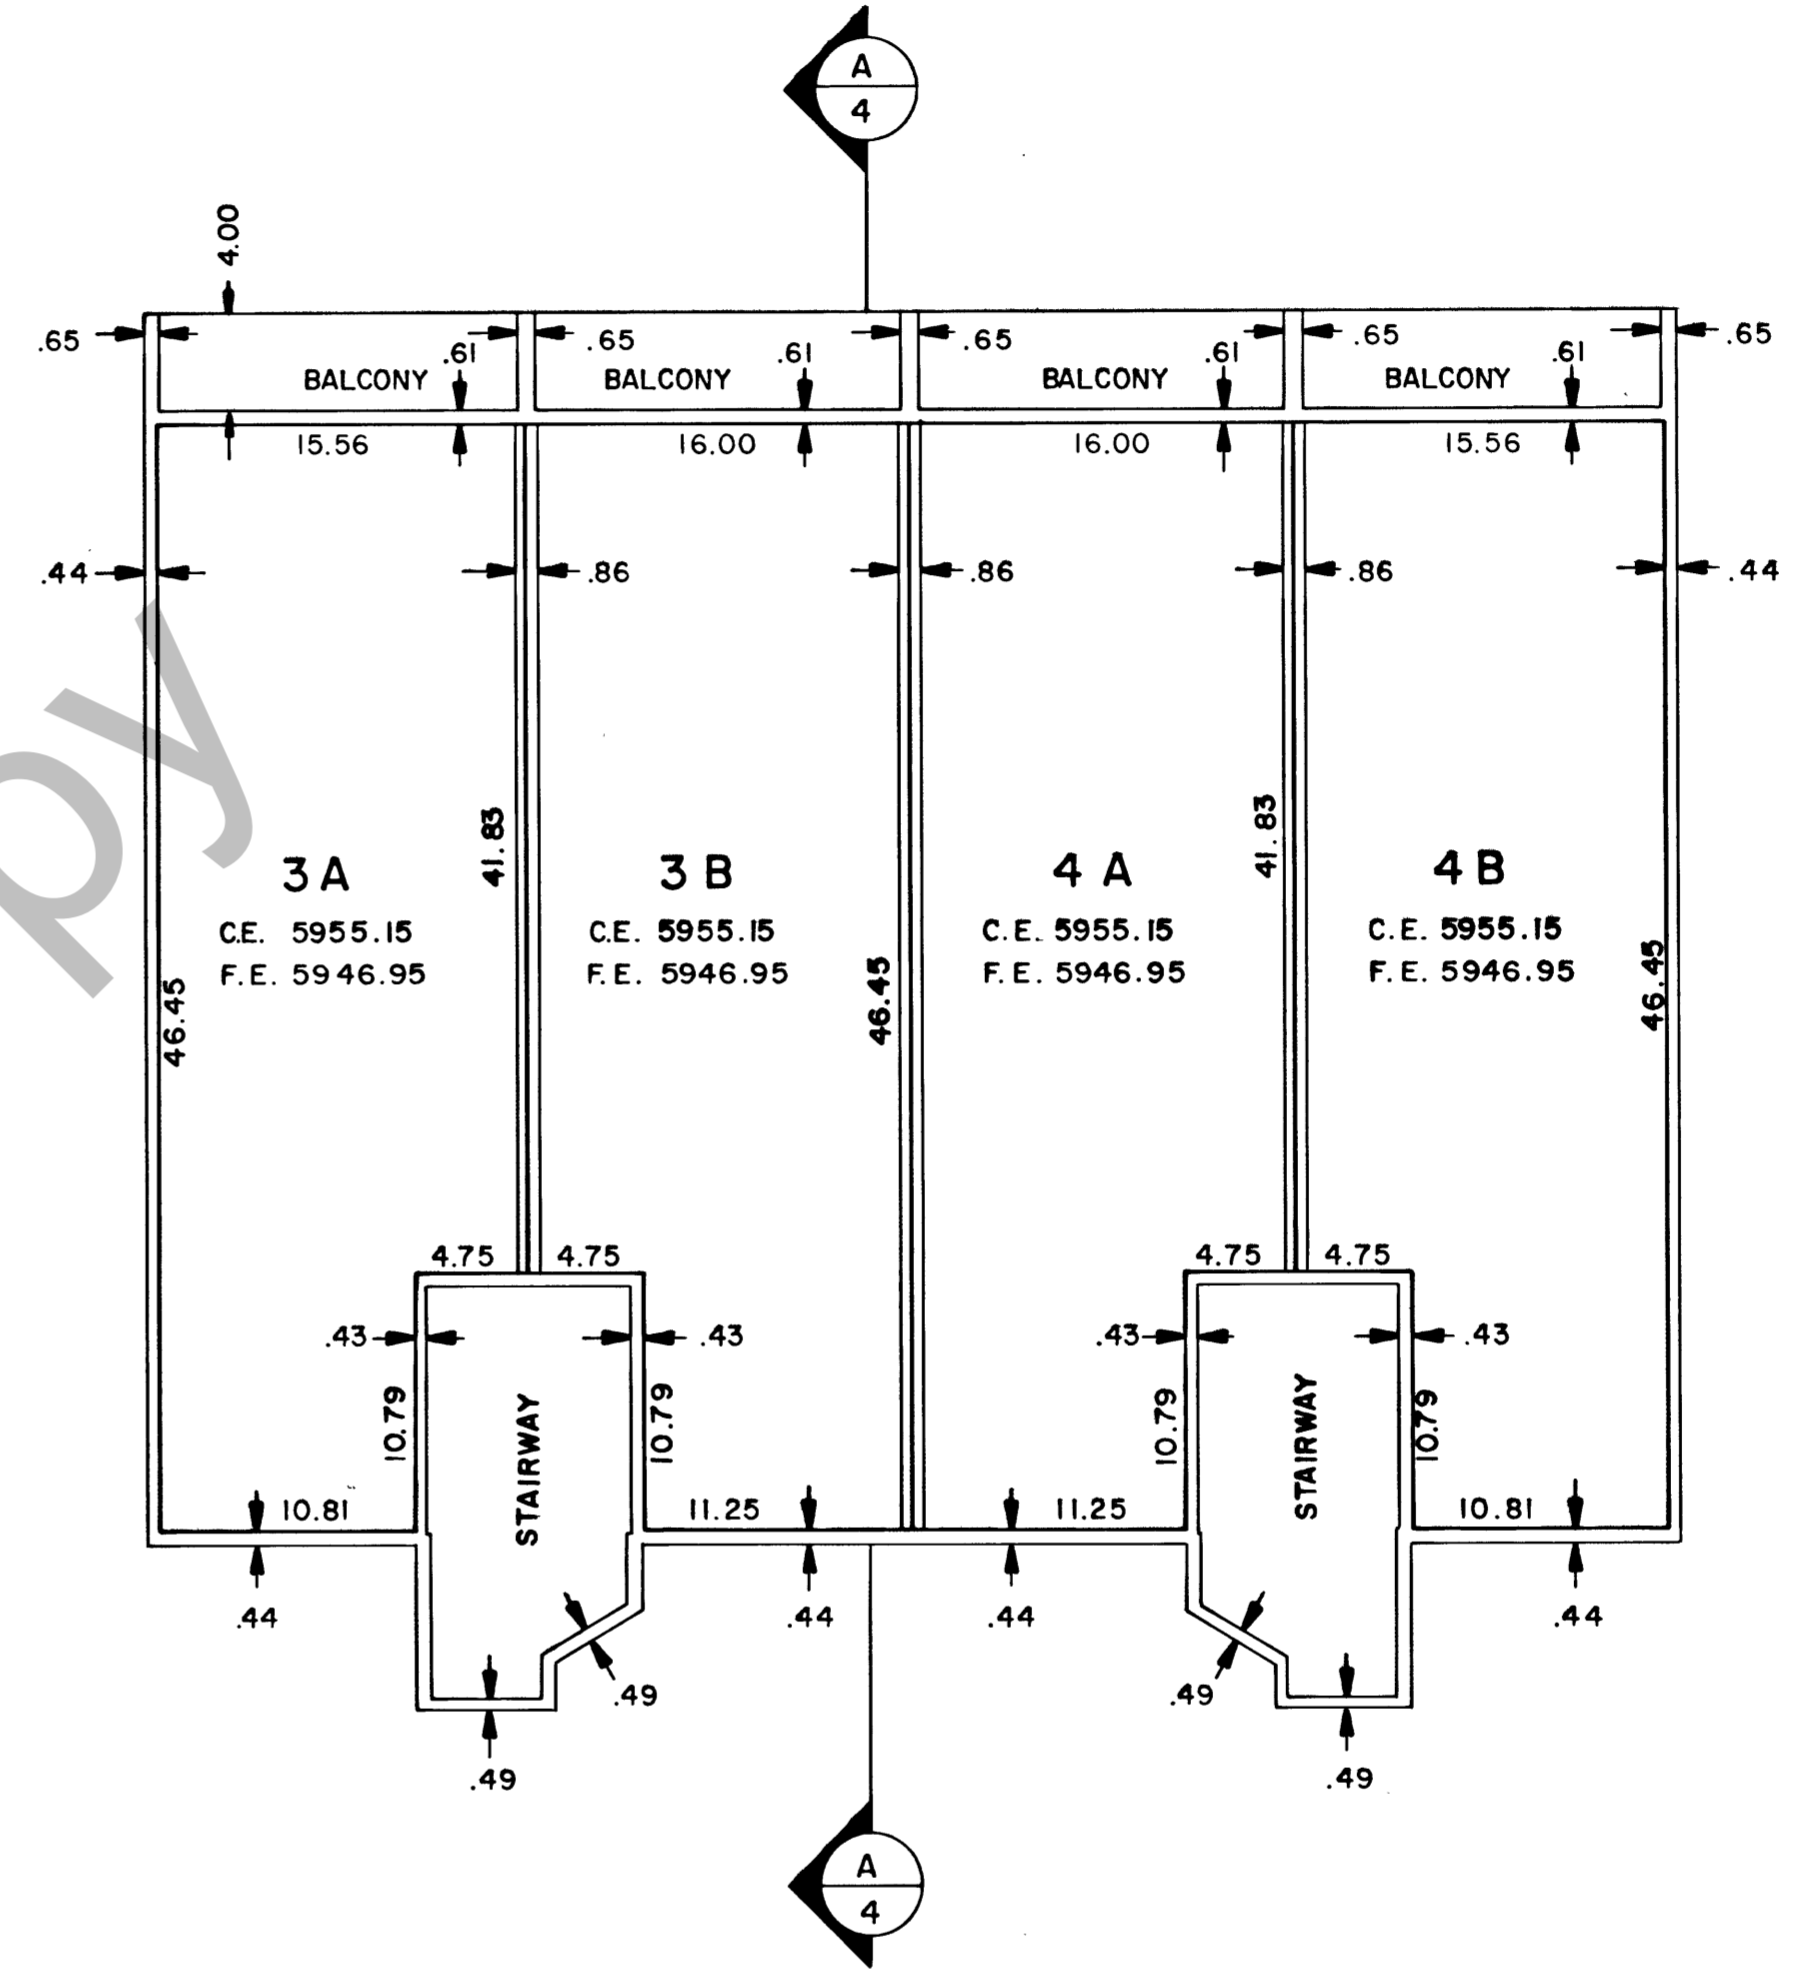 A
4
4.00
.65
.65
.65
.65
.65
.61
.61
.61
.61
BALCONY
BALCONY
BALCONY
BALCONY
15.56
16.00
16.00
15.56
.44
.86
.86
.86
.44
41.83
41.83
3A
3B
4A
4B
C.E. 5955.15
C.E. 5955.15
C.E. 5955.15
C.E. 5955.15
F.E. 5946.95
F.E. 5946.95
F.E. 5946.95
F.E. 5946.95
46.45
46.45
46.45
py
4.75
4.75
4.75
4.75
.43
.43
.43
.43
10.79
10.79
10.79
10.79
STAIRWAY
STAIRWAY
10.81
11.25
11.25
10.81
.44
.44
.44
.44
.49
.49
.49
.49
A
4